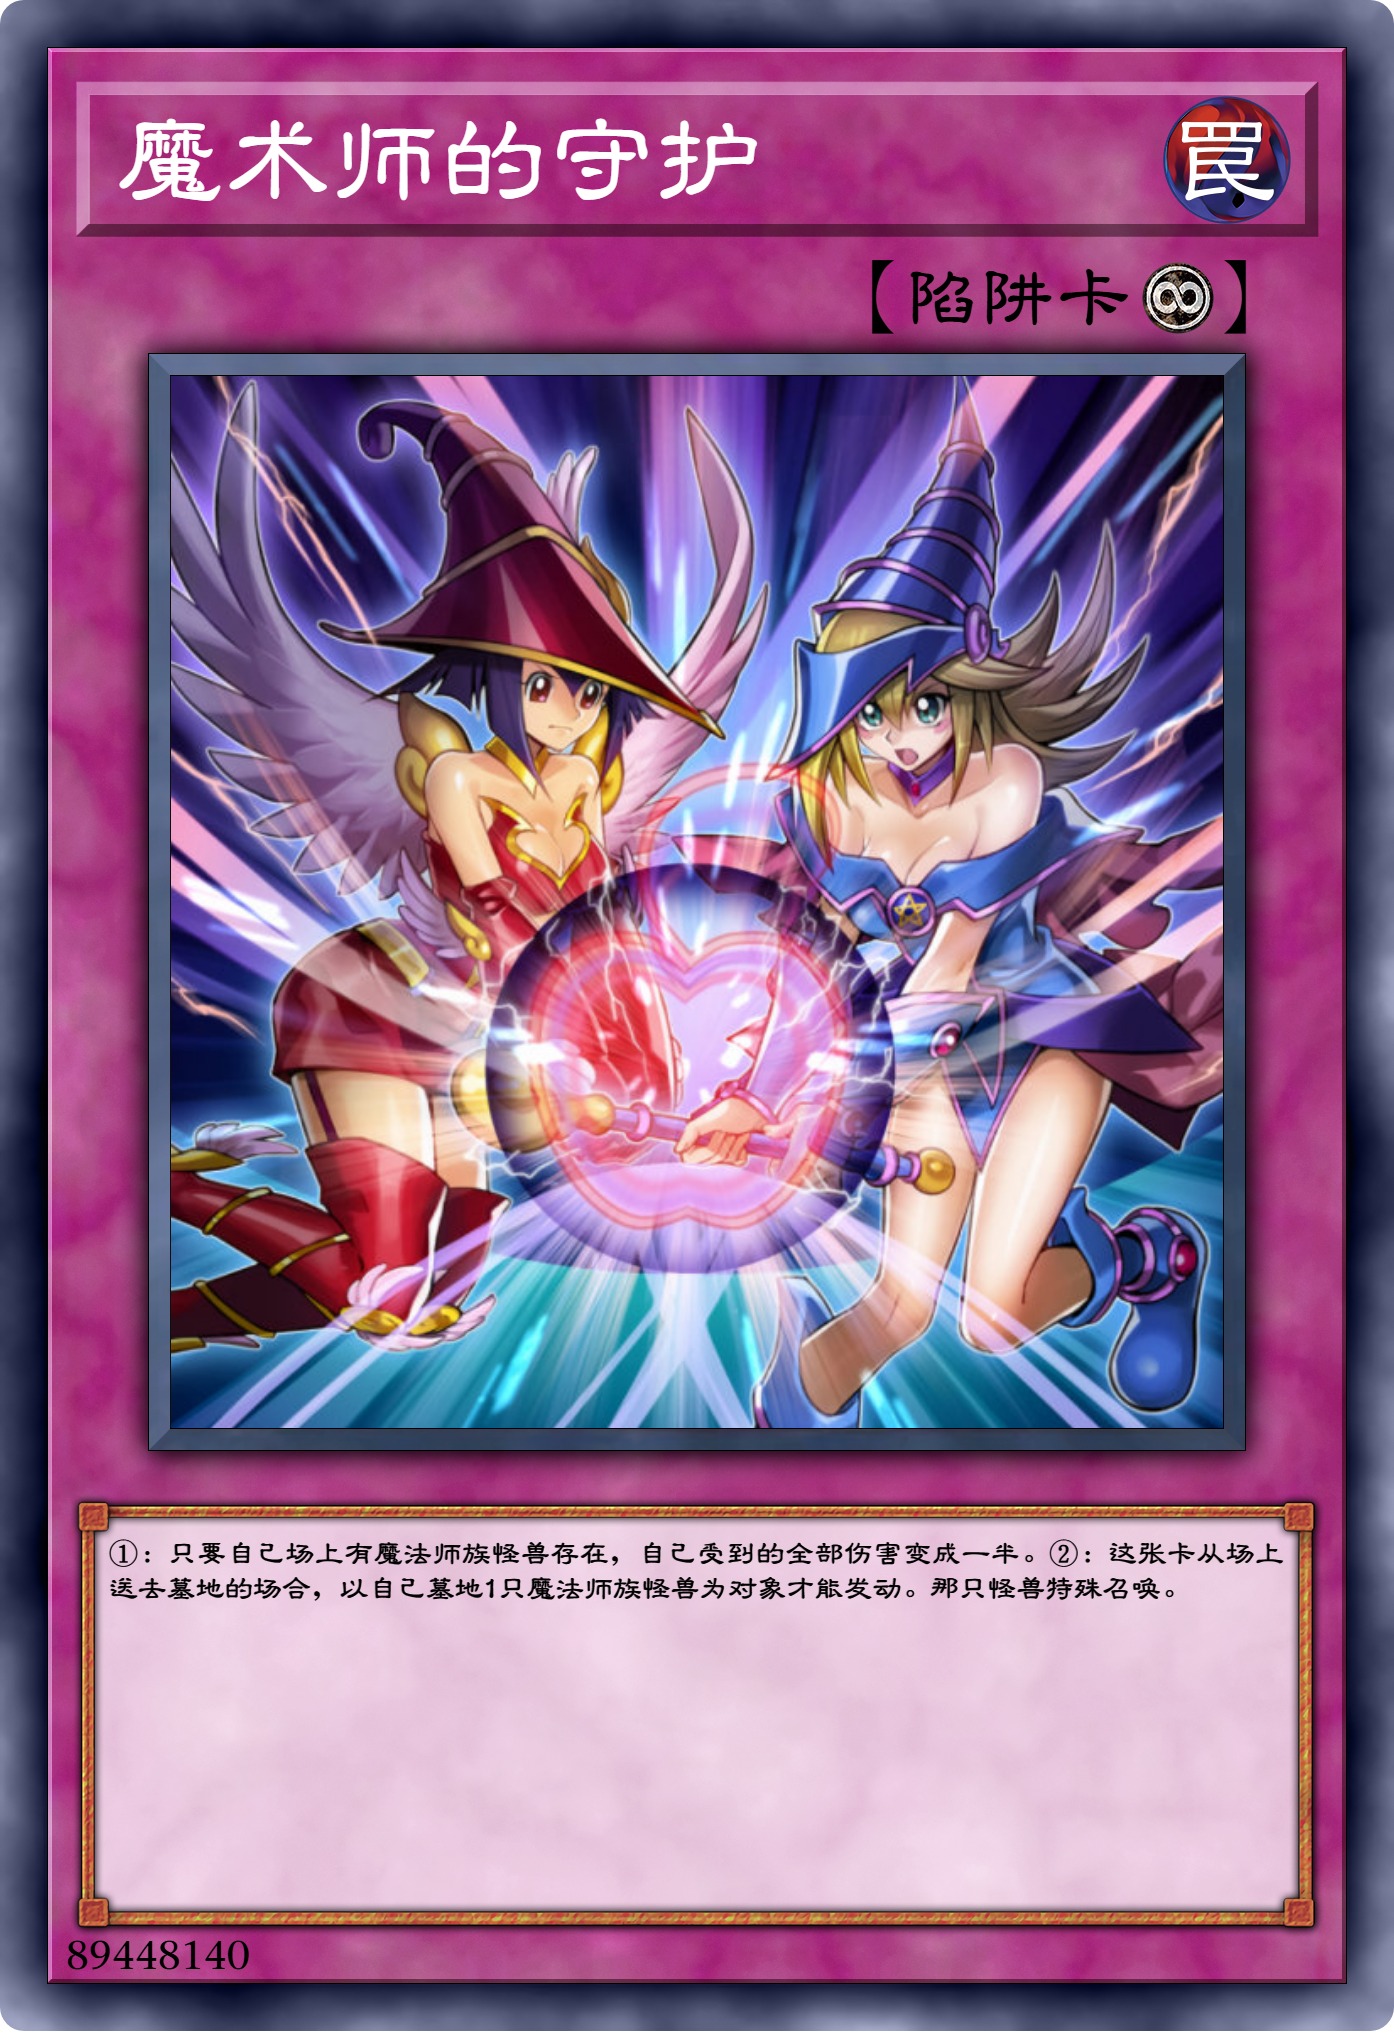 魔术师的守护
罠
【陷阱卡♾】
①：只要自己场上有魔法师族怪兽存在，自己受到的全部伤害变成一半。②：这张卡从场上
送去墓地的场合，以自己墓地1只魔法师族怪兽为对象才能发动。那只怪兽特殊召唤。
89448140